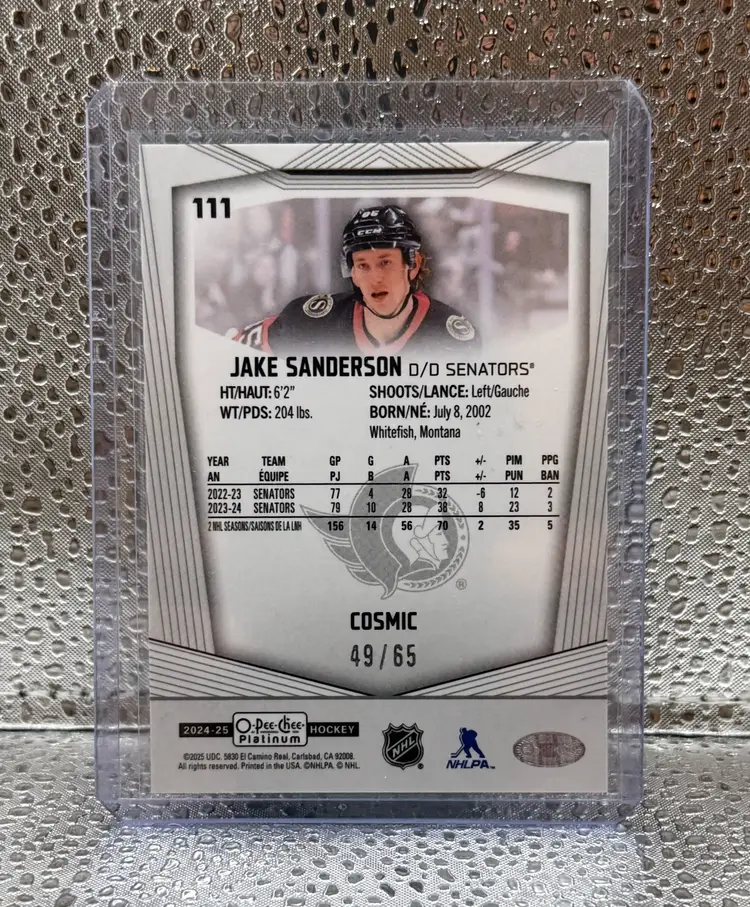 111
85
CCM
JAKE SANDERSON D/D SENATORS®
HT/HAUT: 6'2" SHOOTS/LANCE: Left/Gauche
WT/PDS: 204 lbs. BORN/NÉ: July 8, 2002
Whitefish, Montana
YEAR TEAM GP G A PTS +/- PIM PPG
AN ÉQUIPE PJ B A PTS +/- PUN BAN
2022-23 SENATORS 77 4 28 32 -6 12 2
2023-24 SENATORS 79 10 28 38 8 23 3
2 NHL SEASONS/SAISONS DE LA LNH 156 14 56 70 2 35 5
®
COSMIC
49/65
2024-25 O-Pee-Chee Platinum HOCKEY
NHL ®
NHLPA™
©2025 UDC. 5830 El Camino Real, Carlsbad, CA 92008.
All rights reserved. Printed in the USA. ©NHLPA. © NHL.